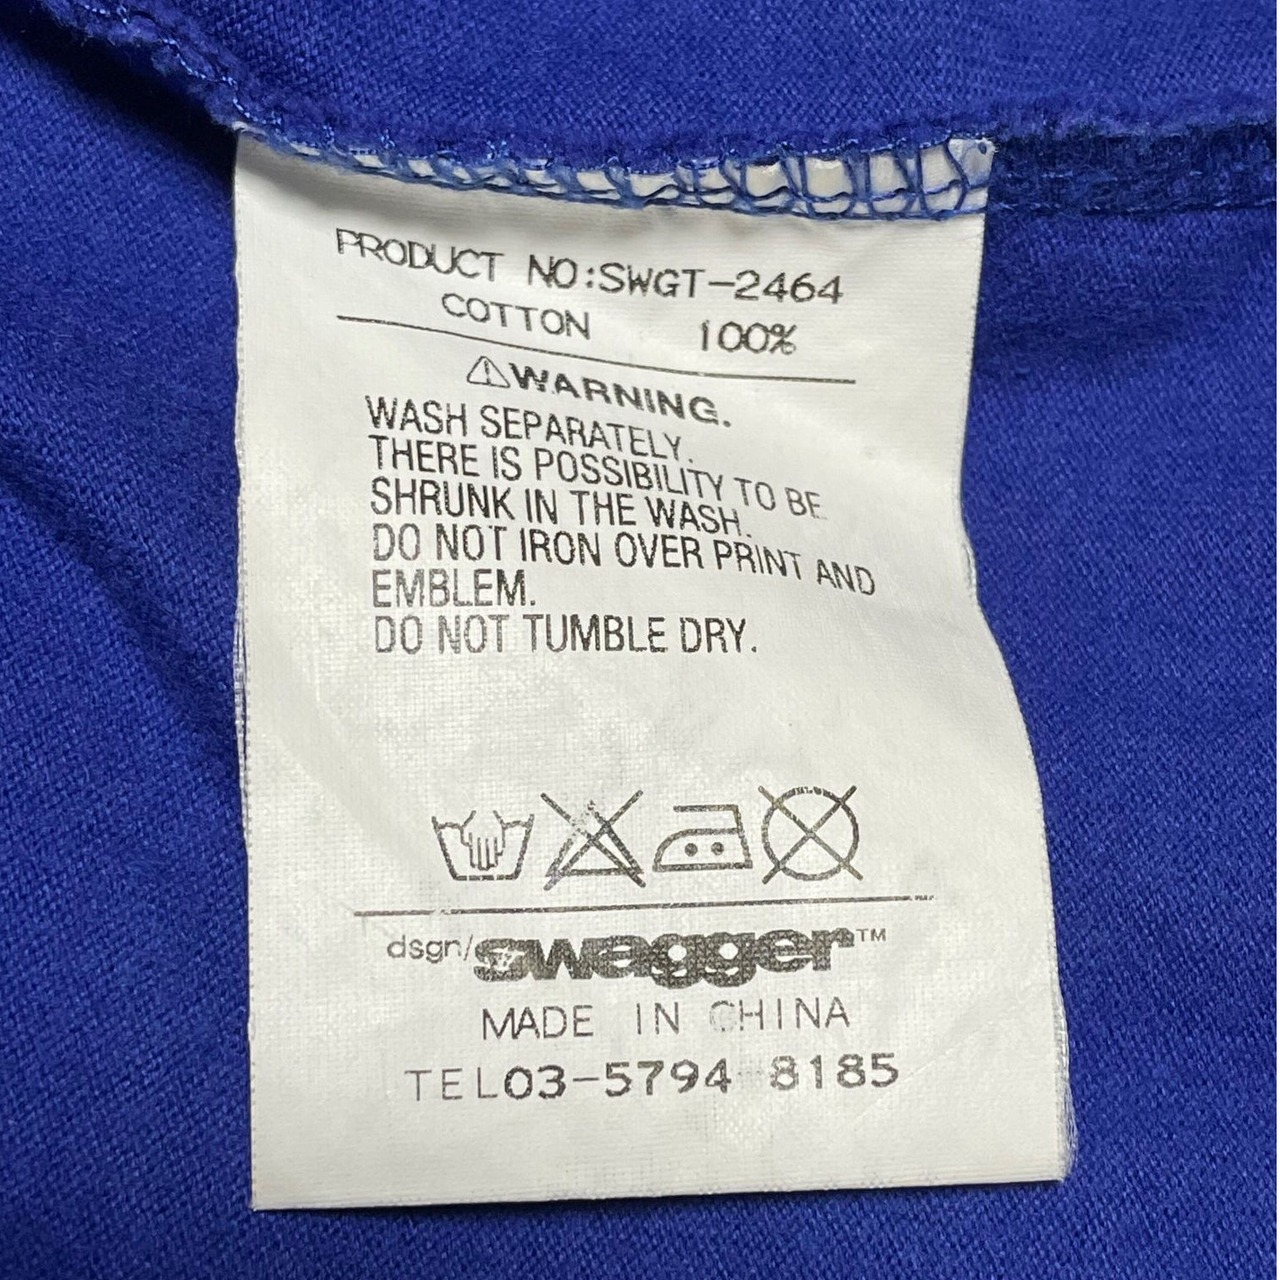 PRODUCT NO:SWGT-2464
COTTON 100%
⚠WARNING.
WASH SEPARATELY.
THERE IS POSSIBILITY TO BE
SHRUNK IN THE WASH.
DO NOT IRON OVER PRINT AND
EMBLEM.
DO NOT TUMBLE DRY.
dsgn/swagger™
MADE IN CHINA
TEL03-5794-8185